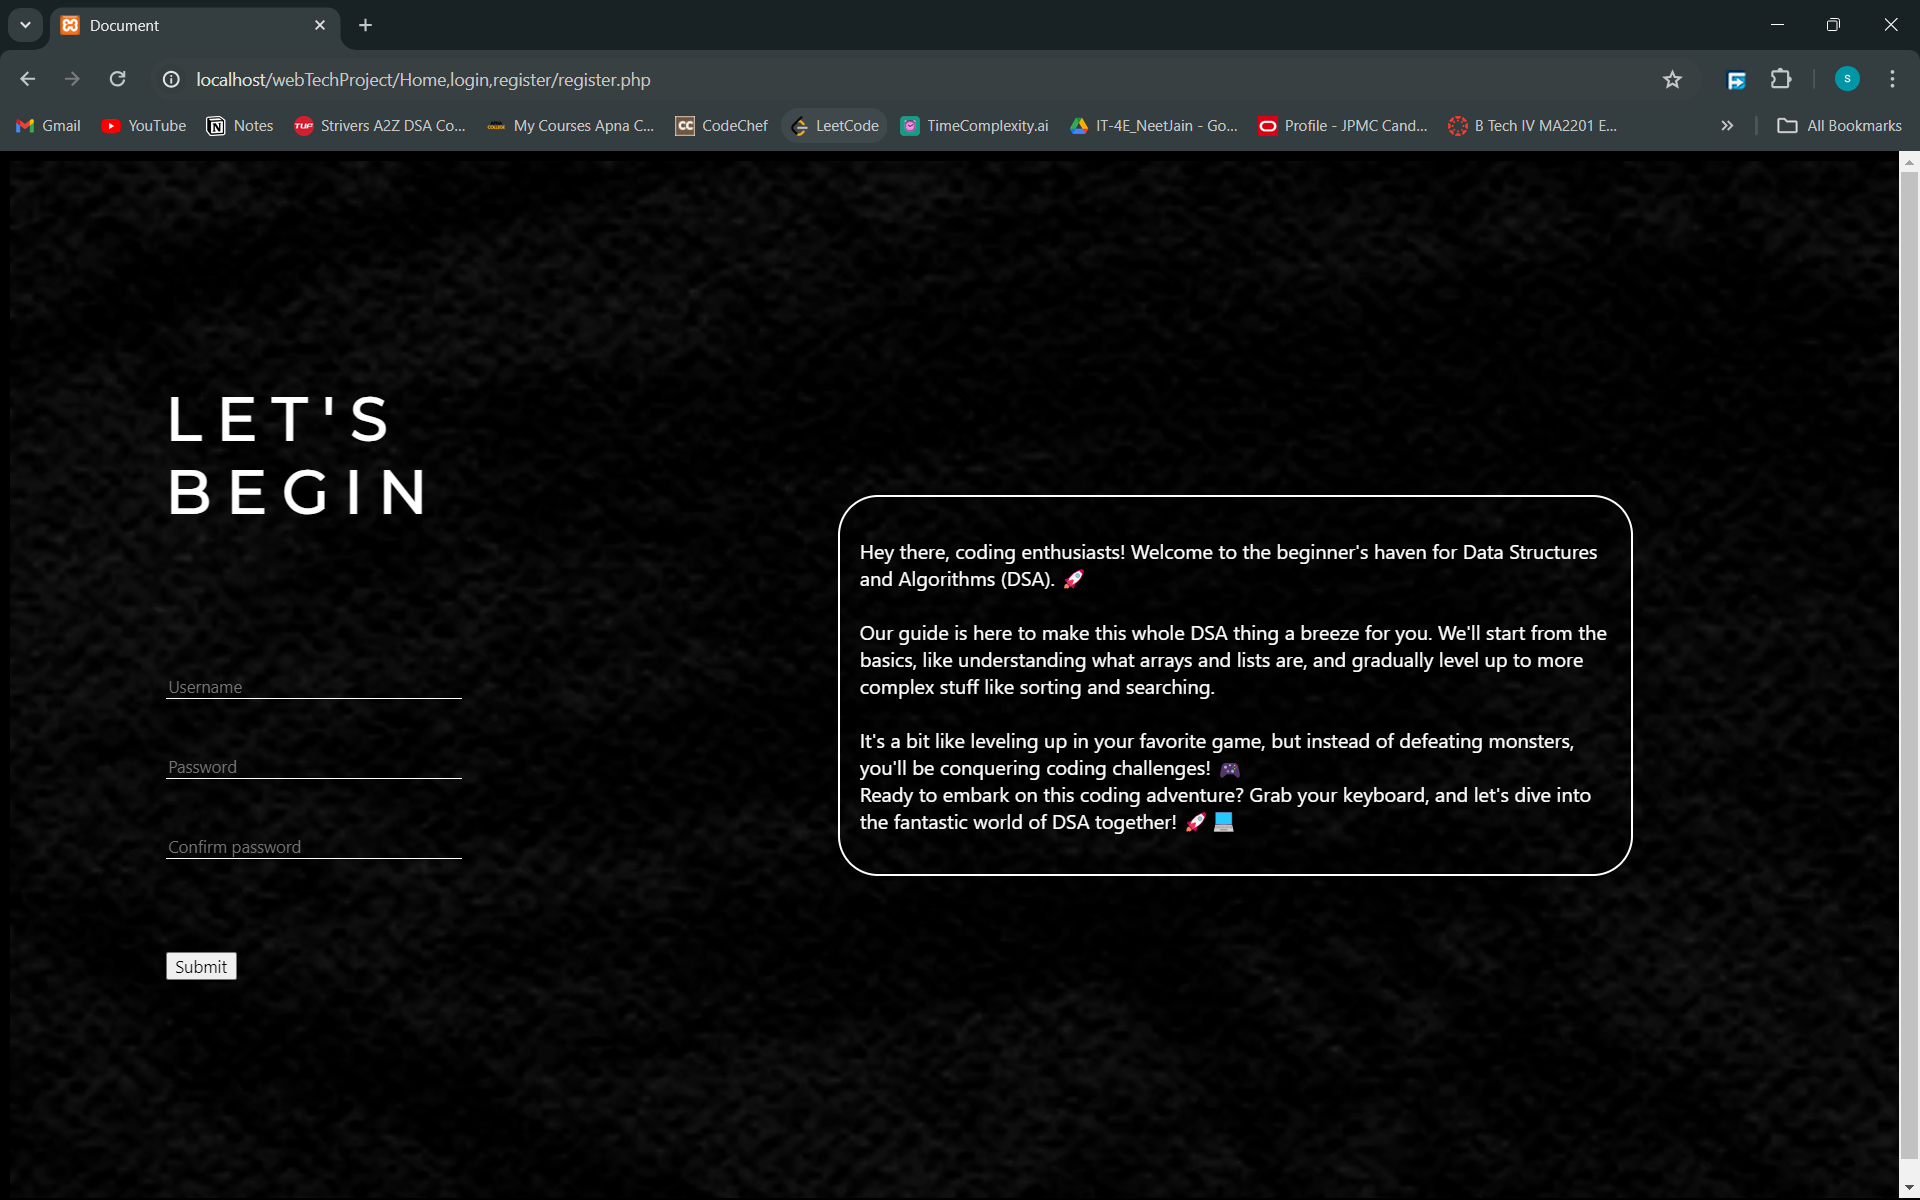 Document
localhost/webTechProject/Home,login,register/register.php
S
Gmail YouTube Notes Strivers A2Z DSA Co... My Courses Apna C... CodeChef LeetCode TimeComplexity.ai IT-4E_NeetJain - Go... Profile - JPMC Cand... B Tech IV MA2201 E... All Bookmarks
LET'S
BEGIN
Username
Password
Confirm password
Submit
Hey there, coding enthusiasts! Welcome to the beginner's haven for Data Structures
and Algorithms (DSA). 🚀
Our guide is here to make this whole DSA thing a breeze for you. We'll start from the
basics, like understanding what arrays and lists are, and gradually level up to more
complex stuff like sorting and searching.
It's a bit like leveling up in your favorite game, but instead of defeating monsters,
you'll be conquering coding challenges! 🎮
Ready to embark on this coding adventure? Grab your keyboard, and let's dive into
the fantastic world of DSA together! 🚀 💻